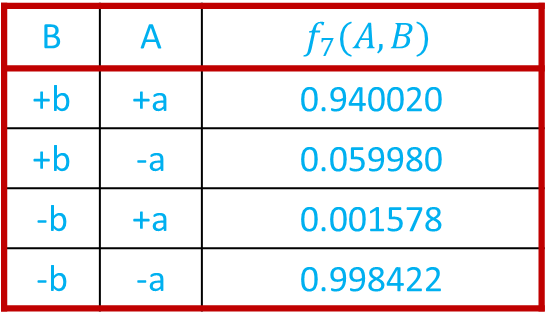 B A f₇(A, B)
+b +a 0.940020
+b -a 0.059980
-b +a 0.001578
-b -a 0.998422